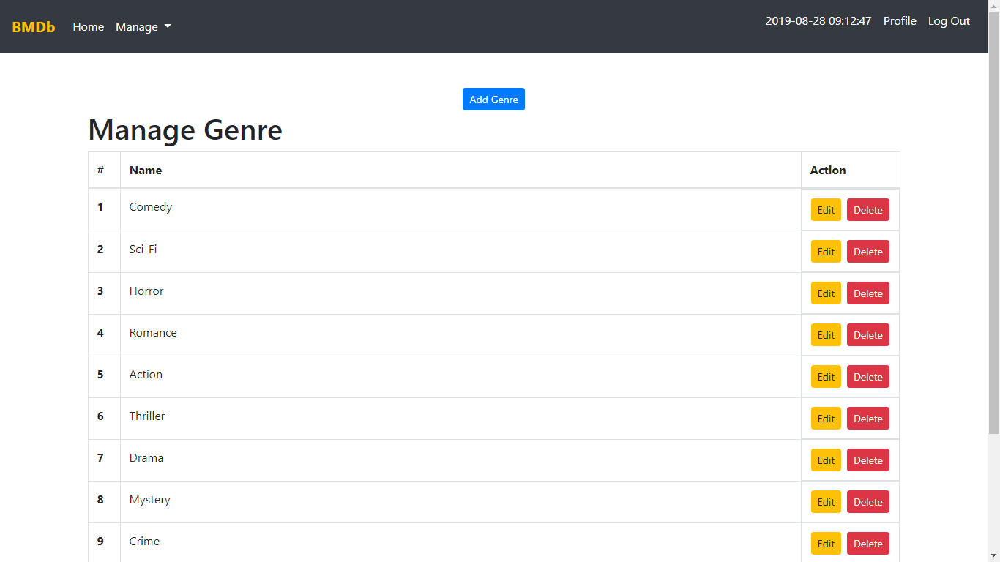 BMDb Home Manage 2019-08-28 09:12:47 Profile Log Out
Add Genre
Manage Genre
# Name Action
1 Comedy Edit Delete
2 Sci-Fi Edit Delete
3 Horror Edit Delete
4 Romance Edit Delete
5 Action Edit Delete
6 Thriller Edit Delete
7 Drama Edit Delete
8 Mystery Edit Delete
9 Crime Edit Delete